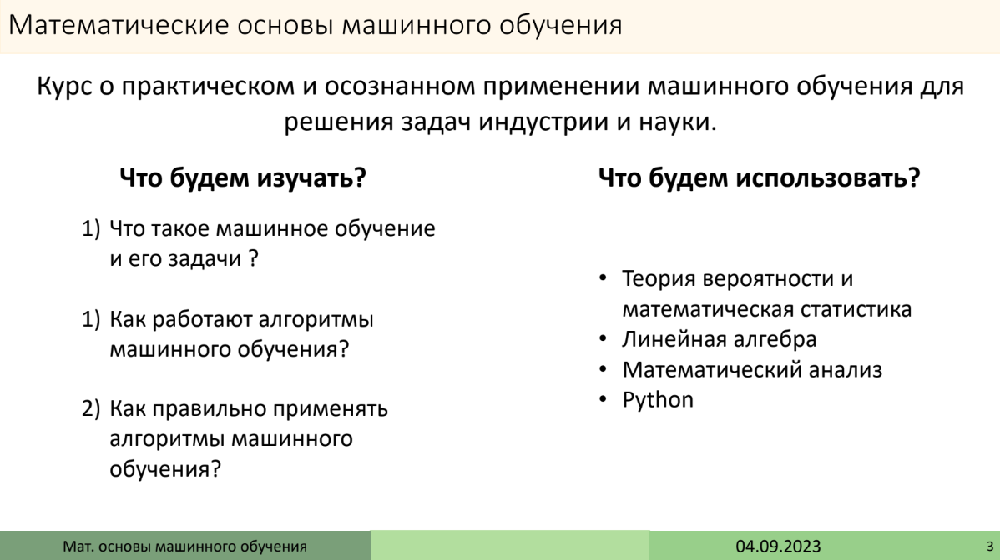 Математические основы машинного обучения
Курс о практическом и осознанном применении машинного обучения для
решения задач индустрии и науки.
Что будем изучать?
1) Что такое машинное обучение
и его задачи ?
1) Как работают алгоритмы
машинного обучения?
2) Как правильно применять
алгоритмы машинного
обучения?
Что будем использовать?
• Теория вероятности и
математическая статистика
• Линейная алгебра
• Математический анализ
• Python
Мат. основы машинного обучения
04.09.2023
3